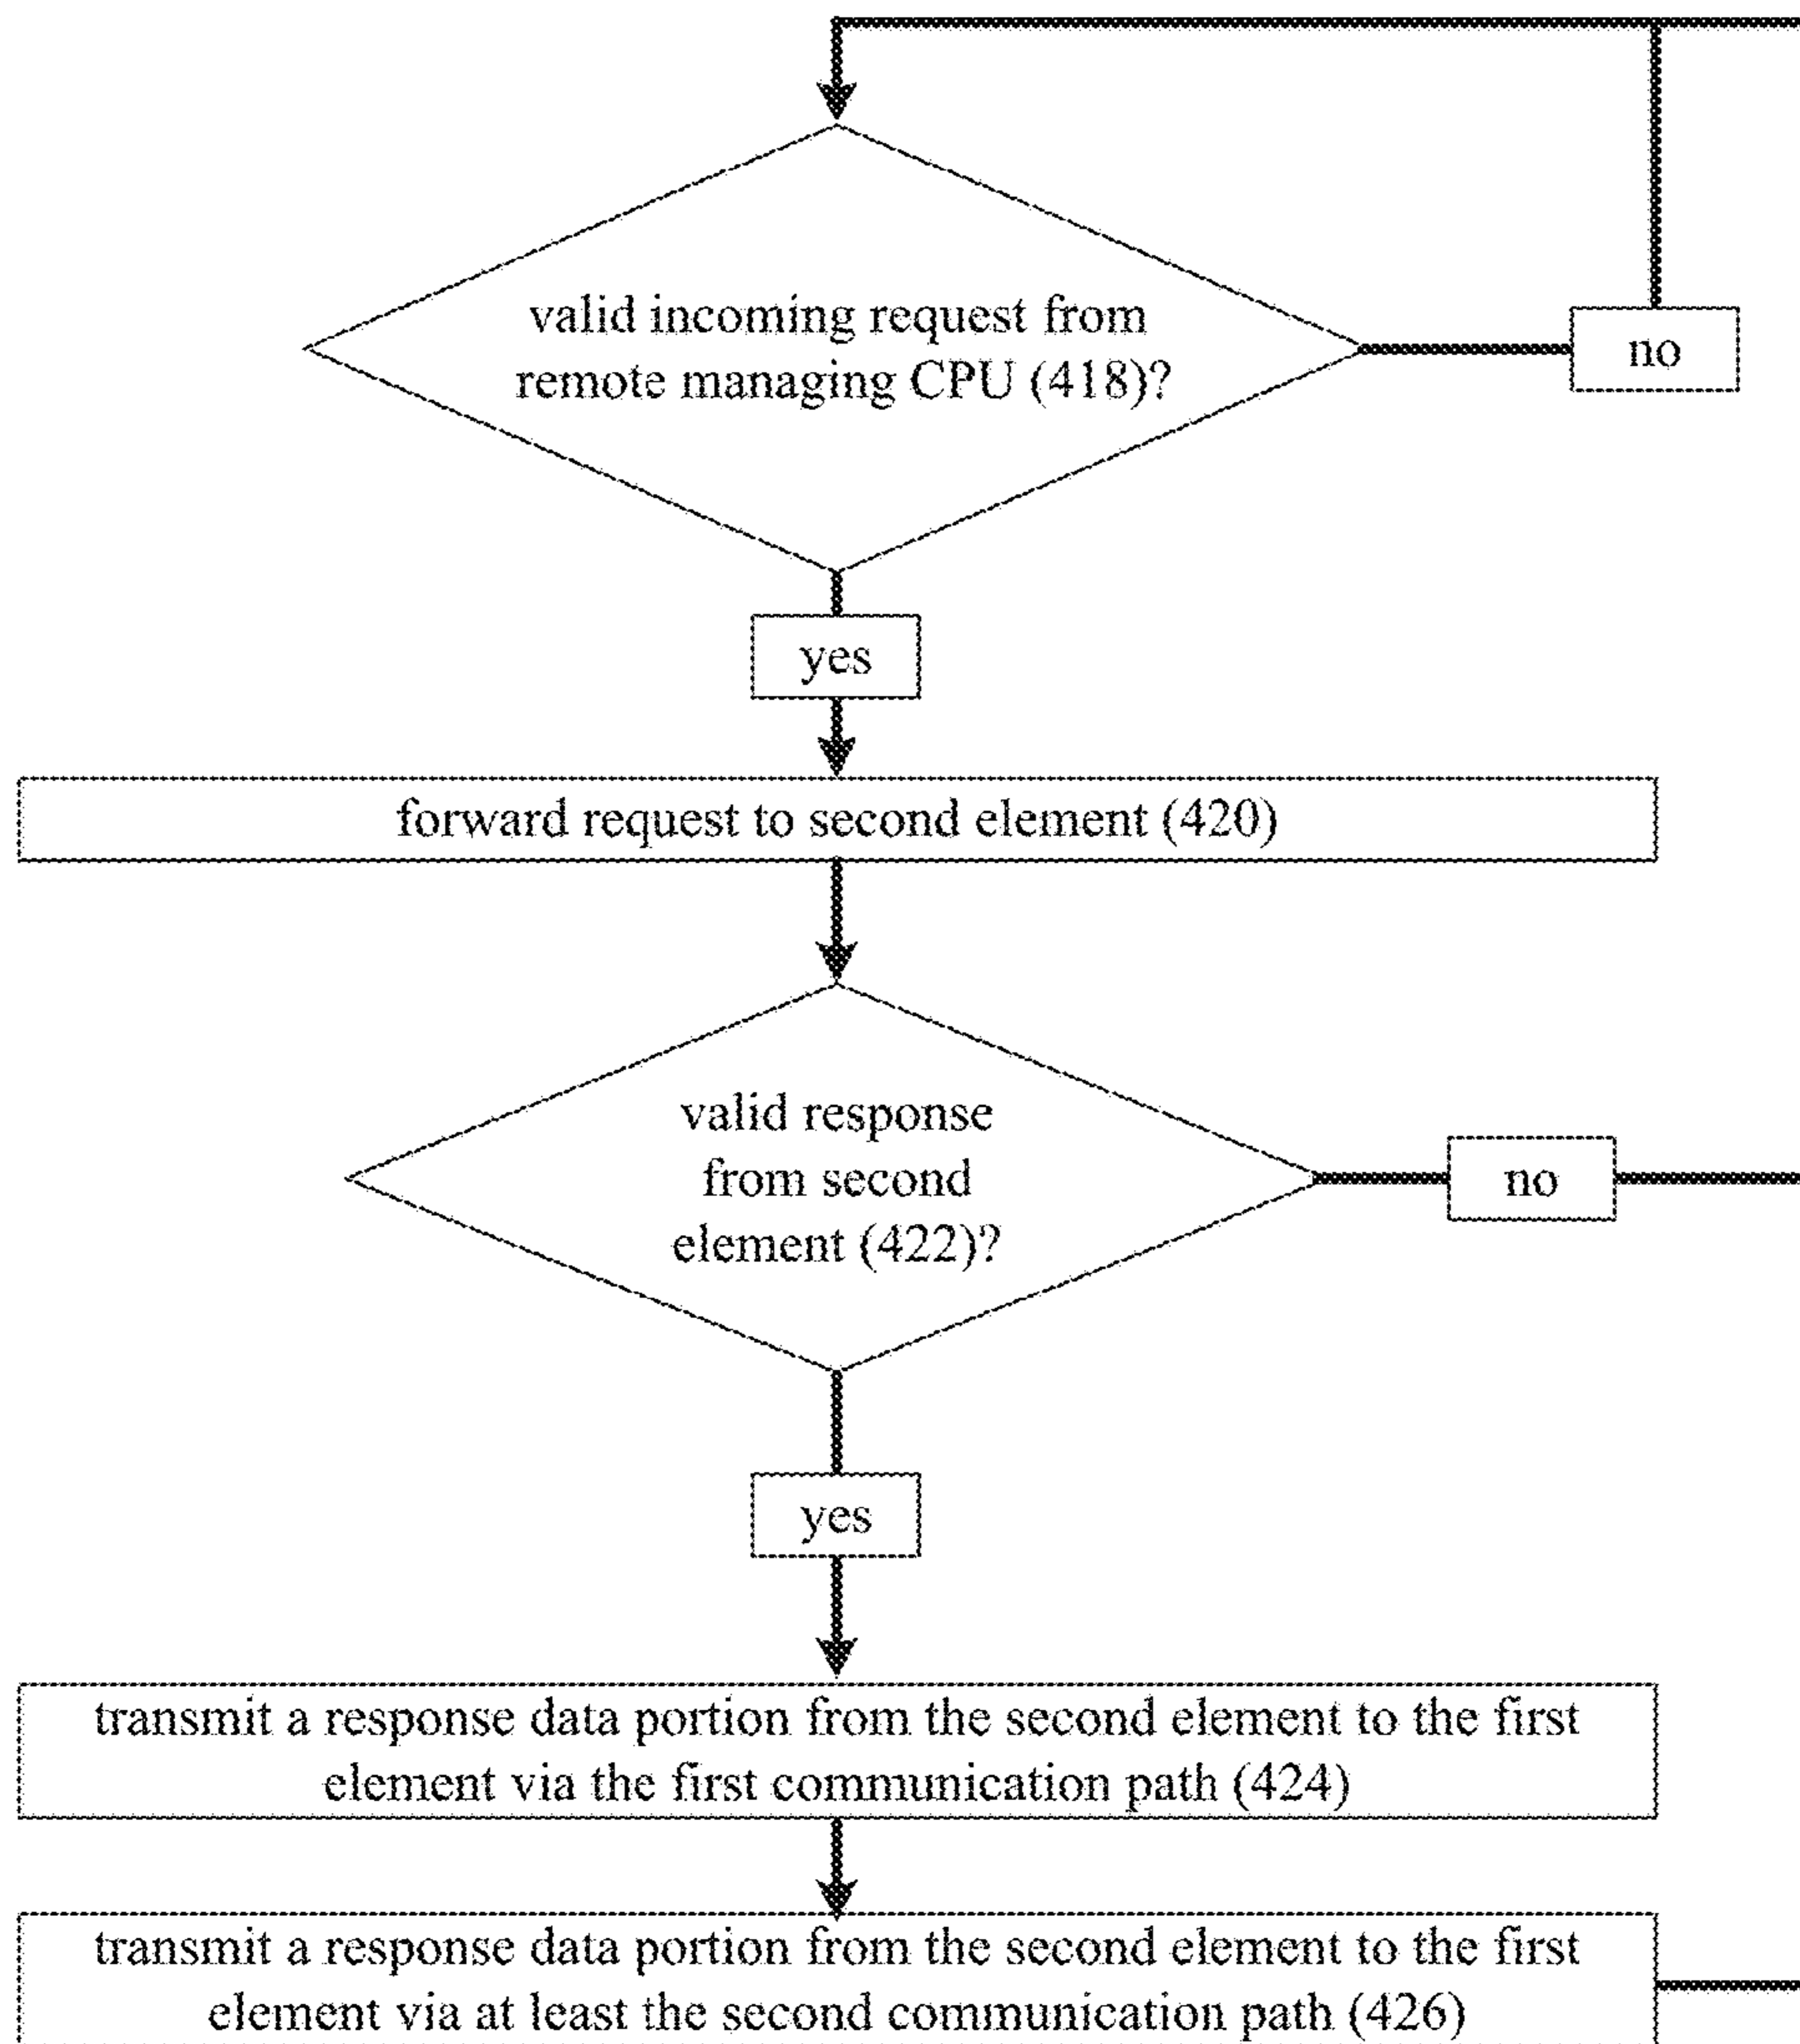 valid incoming request from
remote managing CPU (418)?
no
yes
forward request to second element (420)
valid response
from second
element (422)?
no
yes
transmit a response data portion from the second element to the first
element via the first communication path (424)
transmit a response data portion from the second element to the first
element via at least the second communication path (426)